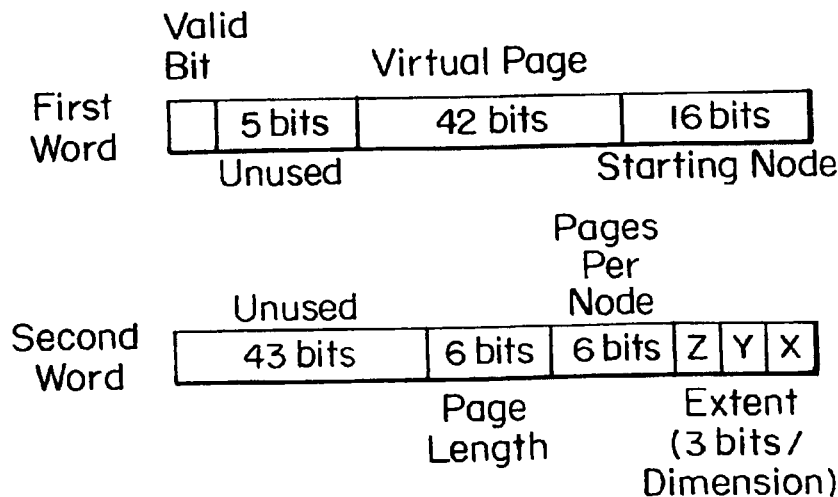 Valid
Bit
Virtual Page
First
Word
5 bits
42 bits
16 bits
Unused
Starting Node
Pages
Per
Node
Unused
Second
Word
43 bits
6 bits
6 bits
Z
Y
X
Page
Length
Extent
(3 bits/
Dimension)